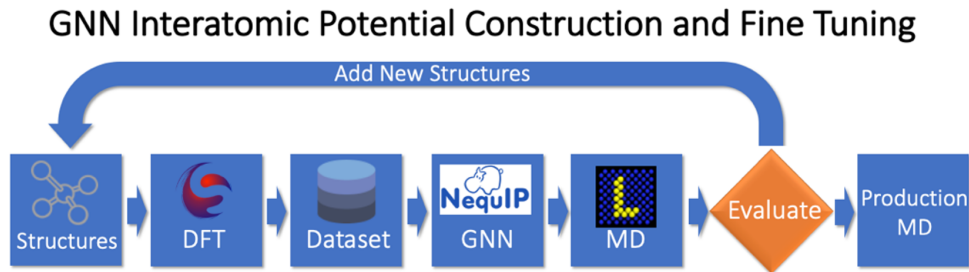 GNN Interatomic Potential Construction and Fine Tuning
Add New Structures
Structures
DFT
Dataset
NequIP
GNN
L
MD
Evaluate
Production
MD